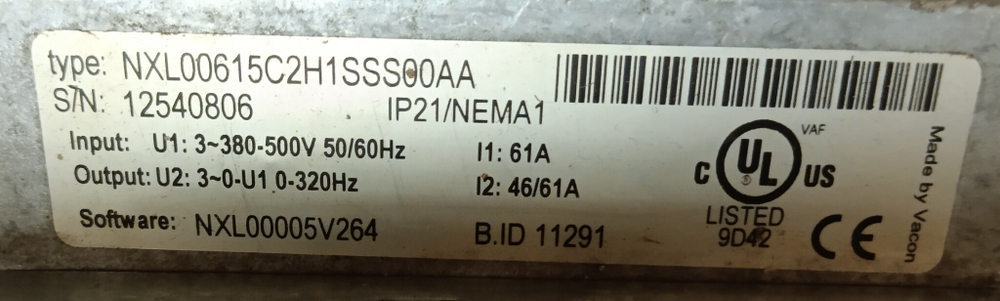 type: NXL00615C2H1SSS00AA
S/N: 12540806 IP21/NEMA1
Input: U1: 3~380-500V 50/60Hz I1: 61A
Output: U2: 3~0-U1 0-320Hz I2: 46/61A
Software: NXL00005V264 B.ID 11291
VAF
C UL US
LISTED
9D42
CE
Made by Vacon